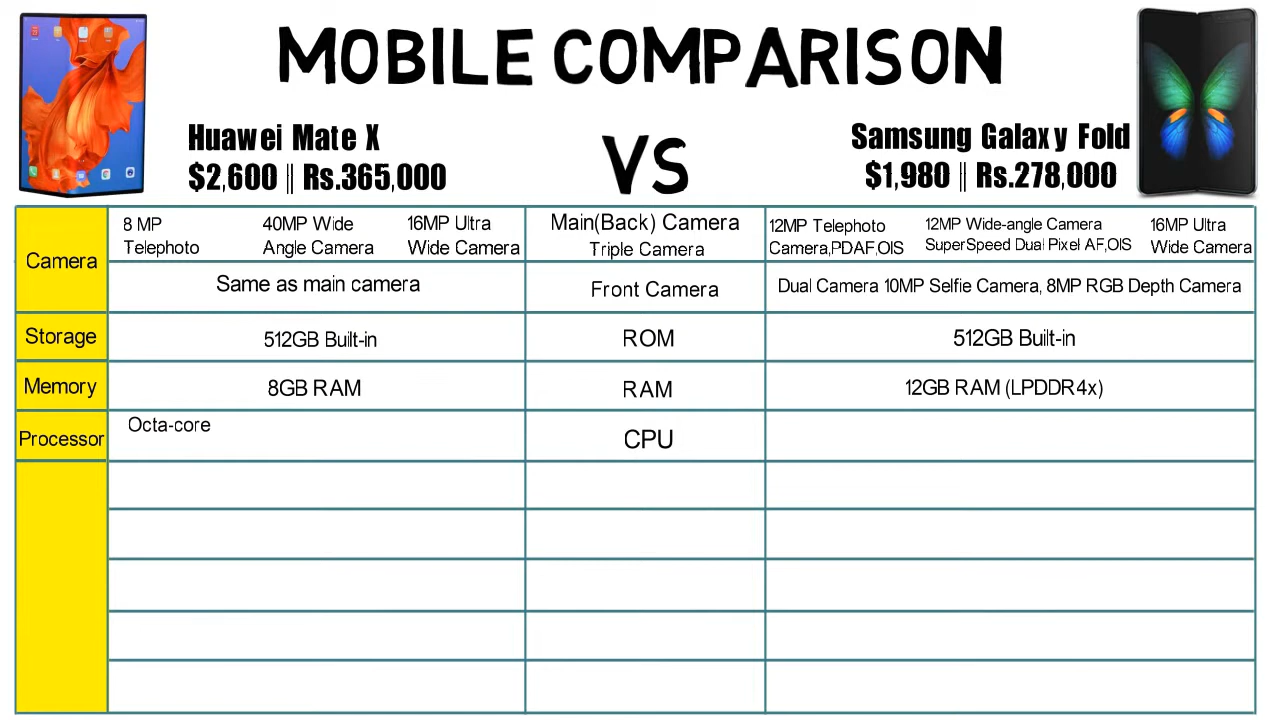 MOBILE COMPARISON
Huawei Mate X
$2,600 || Rs.365,000
VS
Samsung Galaxy Fold
$1,980 || Rs.278,000
Camera
8 MP
Telephoto
40MP Wide
Angle Camera
16MP Ultra
Wide Camera
Main(Back) Camera
Triple Camera
12MP Telephoto
Camera,PDAF,OIS
12MP Wide-angle Camera
SuperSpeed Dual Pixel AF,OIS
16MP Ultra
Wide Camera
Same as main camera
Front Camera
Dual Camera 10MP Selfie Camera, 8MP RGB Depth Camera
Storage
512GB Built-in
ROM
512GB Built-in
Memory
8GB RAM
RAM
12GB RAM (LPDDR4x)
Processor
Octa-core
CPU